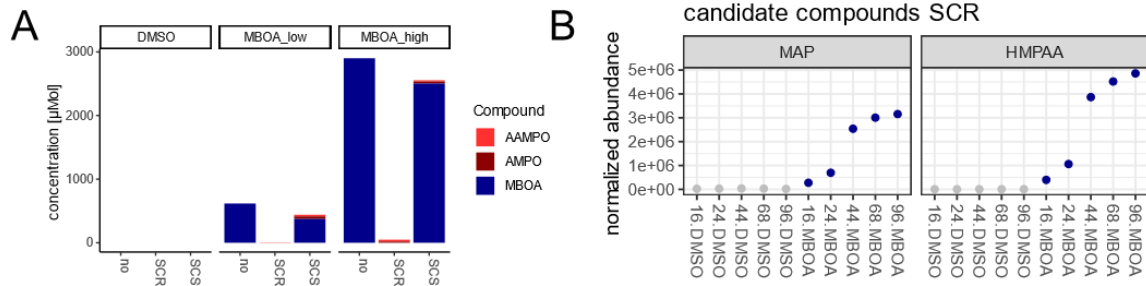 A
DMSO
MBOA_low
MBOA_high
concentration [µMol]
3000
2000
1000
0
no
SCR
SCS
no
SCR
SCS
no
SCR
SCS
Compound
AAMPO
AMPO
MBOA
B
candidate compounds SCR
MAP
HMPAA
normalized abundance
5e+06
4e+06
3e+06
2e+06
1e+06
0e+00
16.DMSO
24.DMSO
44.DMSO
68.DMSO
96.DMSO
16.MBOA
24.MBOA
44.MBOA
68.MBOA
96.MBOA
16.DMSO
24.DMSO
44.DMSO
68.DMSO
96.DMSO
16.MBOA
24.MBOA
44.MBOA
68.MBOA
96.MBOA